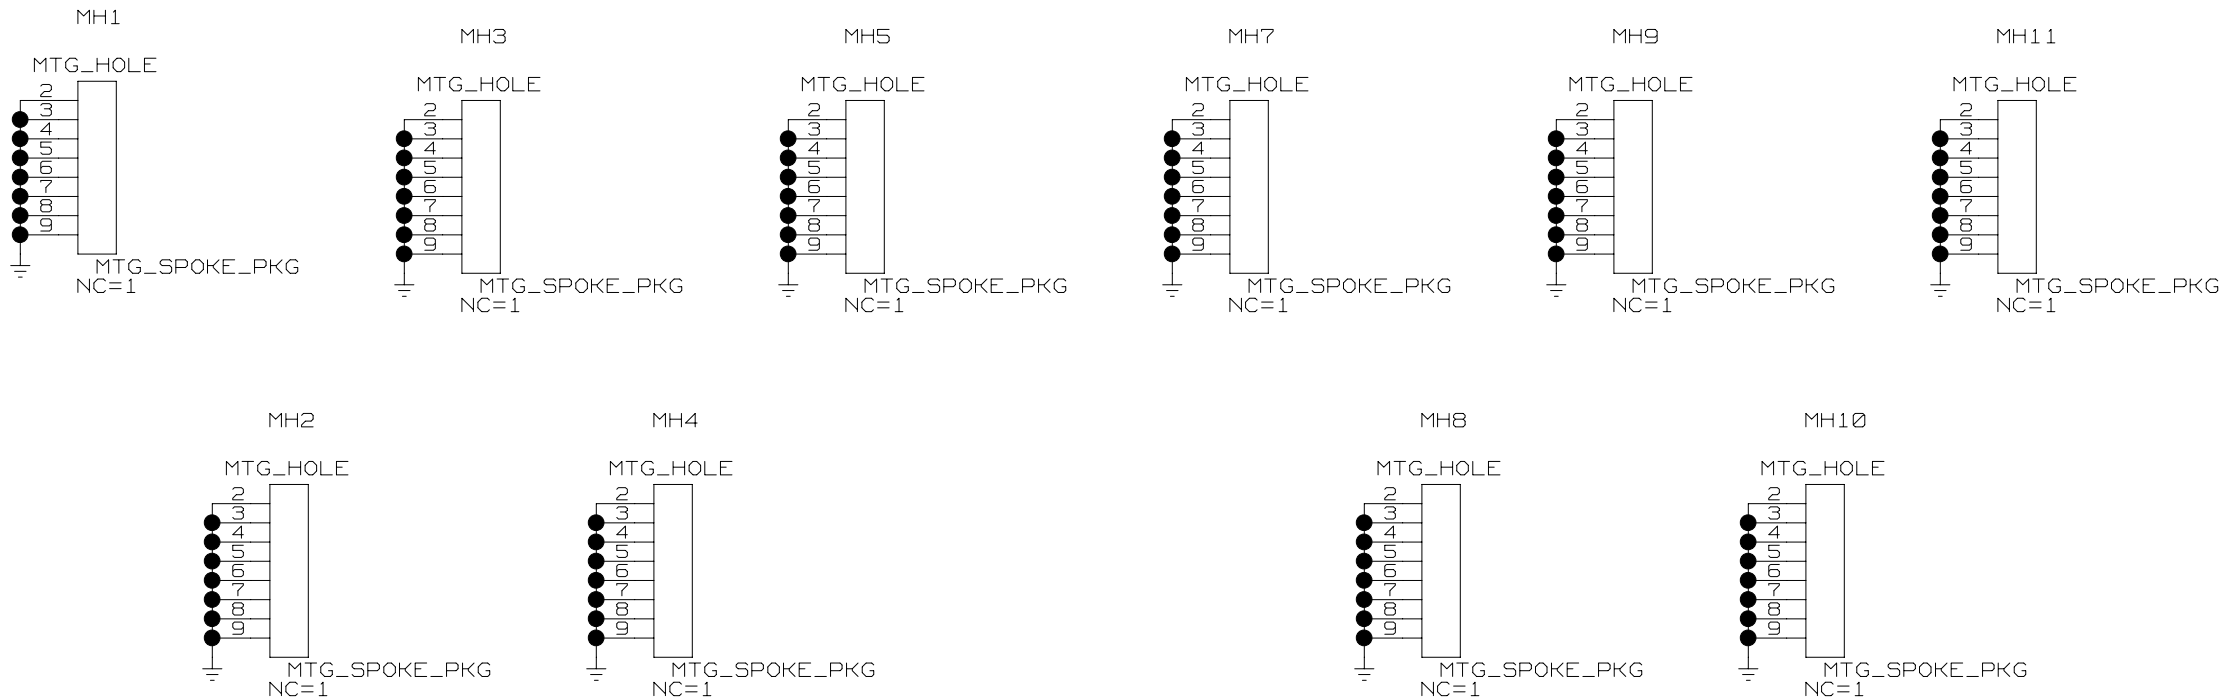 MH1
MTG_HOLE
2
3
4
5
6
7
8
9
MTG_SPOKE_PKG
NC=1
MH3
MTG_HOLE
2
3
4
5
6
7
8
9
MTG_SPOKE_PKG
NC=1
MH5
MTG_HOLE
2
3
4
5
6
7
8
9
MTG_SPOKE_PKG
NC=1
MH7
MTG_HOLE
2
3
4
5
6
7
8
9
MTG_SPOKE_PKG
NC=1
MH9
MTG_HOLE
2
3
4
5
6
7
8
9
MTG_SPOKE_PKG
NC=1
MH11
MTG_HOLE
2
3
4
5
6
7
8
9
MTG_SPOKE_PKG
NC=1
MH2
MTG_HOLE
2
3
4
5
6
7
8
9
MTG_SPOKE_PKG
NC=1
MH4
MTG_HOLE
2
3
4
5
6
7
8
9
MTG_SPOKE_PKG
NC=1
MH8
MTG_HOLE
2
3
4
5
6
7
8
9
MTG_SPOKE_PKG
NC=1
MH10
MTG_HOLE
2
3
4
5
6
7
8
9
MTG_SPOKE_PKG
NC=1